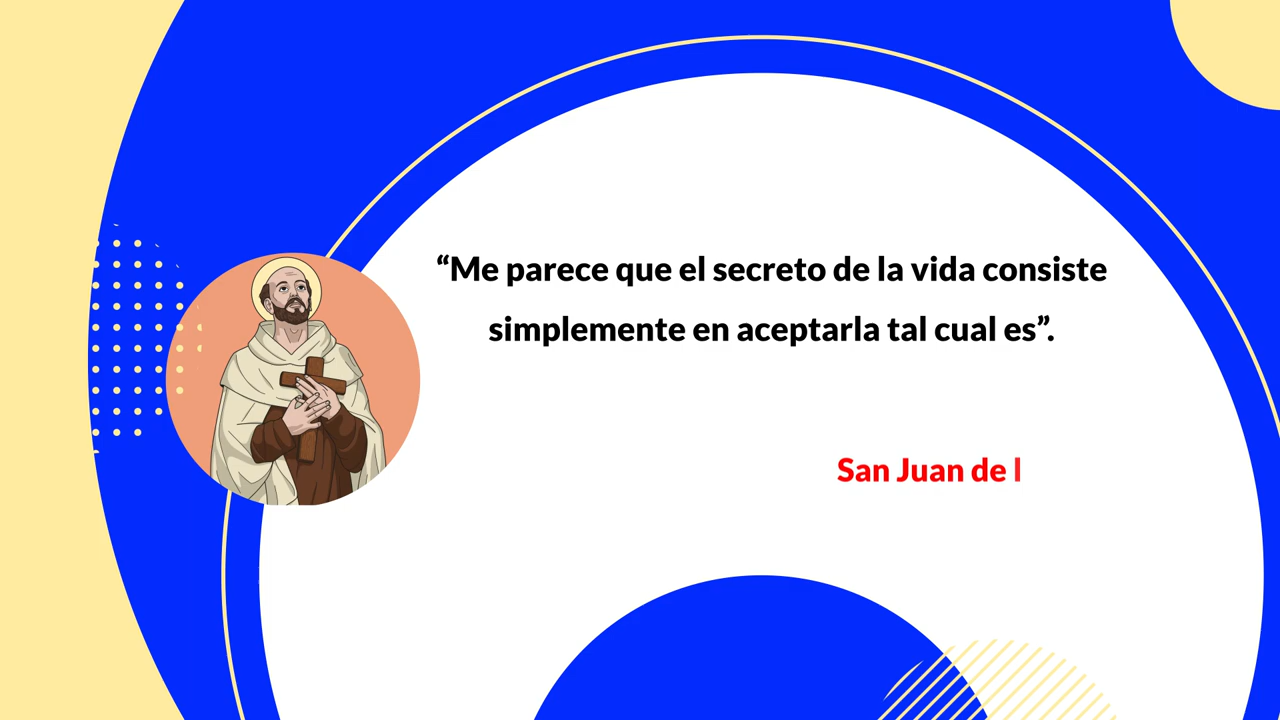 “Me parece que el secreto de la vida consiste
simplemente en aceptarla tal cual es”.
San Juan de l